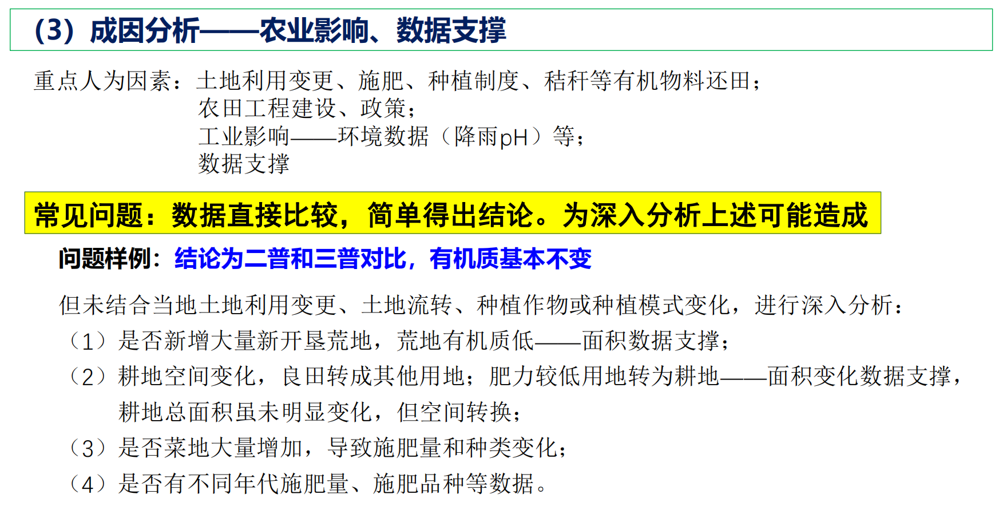 （3）成因分析——农业影响、数据支撑
重点人为因素：土地利用变更、施肥、种植制度、秸秆等有机物料还田；
农田工程建设、政策；
工业影响——环境数据（降雨pH）等；
数据支撑
常见问题：数据直接比较，简单得出结论。为深入分析上述可能造成
问题样例：结论为二普和三普对比，有机质基本不变
但未结合当地土地利用变更、土地流转、种植作物或种植模式变化，进行深入分析：
（1）是否新增大量新开垦荒地，荒地有机质低——面积数据支撑；
（2）耕地空间变化，良田转成其他用地；肥力较低用地转为耕地——面积变化数据支撑，
耕地总面积虽未明显变化，但空间转换；
（3）是否菜地大量增加，导致施肥量和种类变化；
（4）是否有不同年代施肥量、施肥品种等数据。